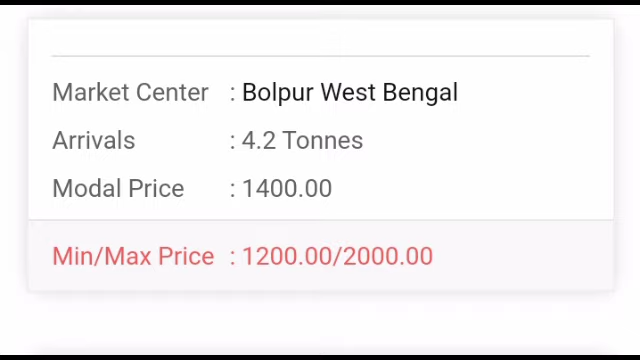 Market Center : Bolpur West Bengal
Arrivals : 4.2 Tonnes
Modal Price : 1400.00
Min/Max Price : 1200.00/2000.00